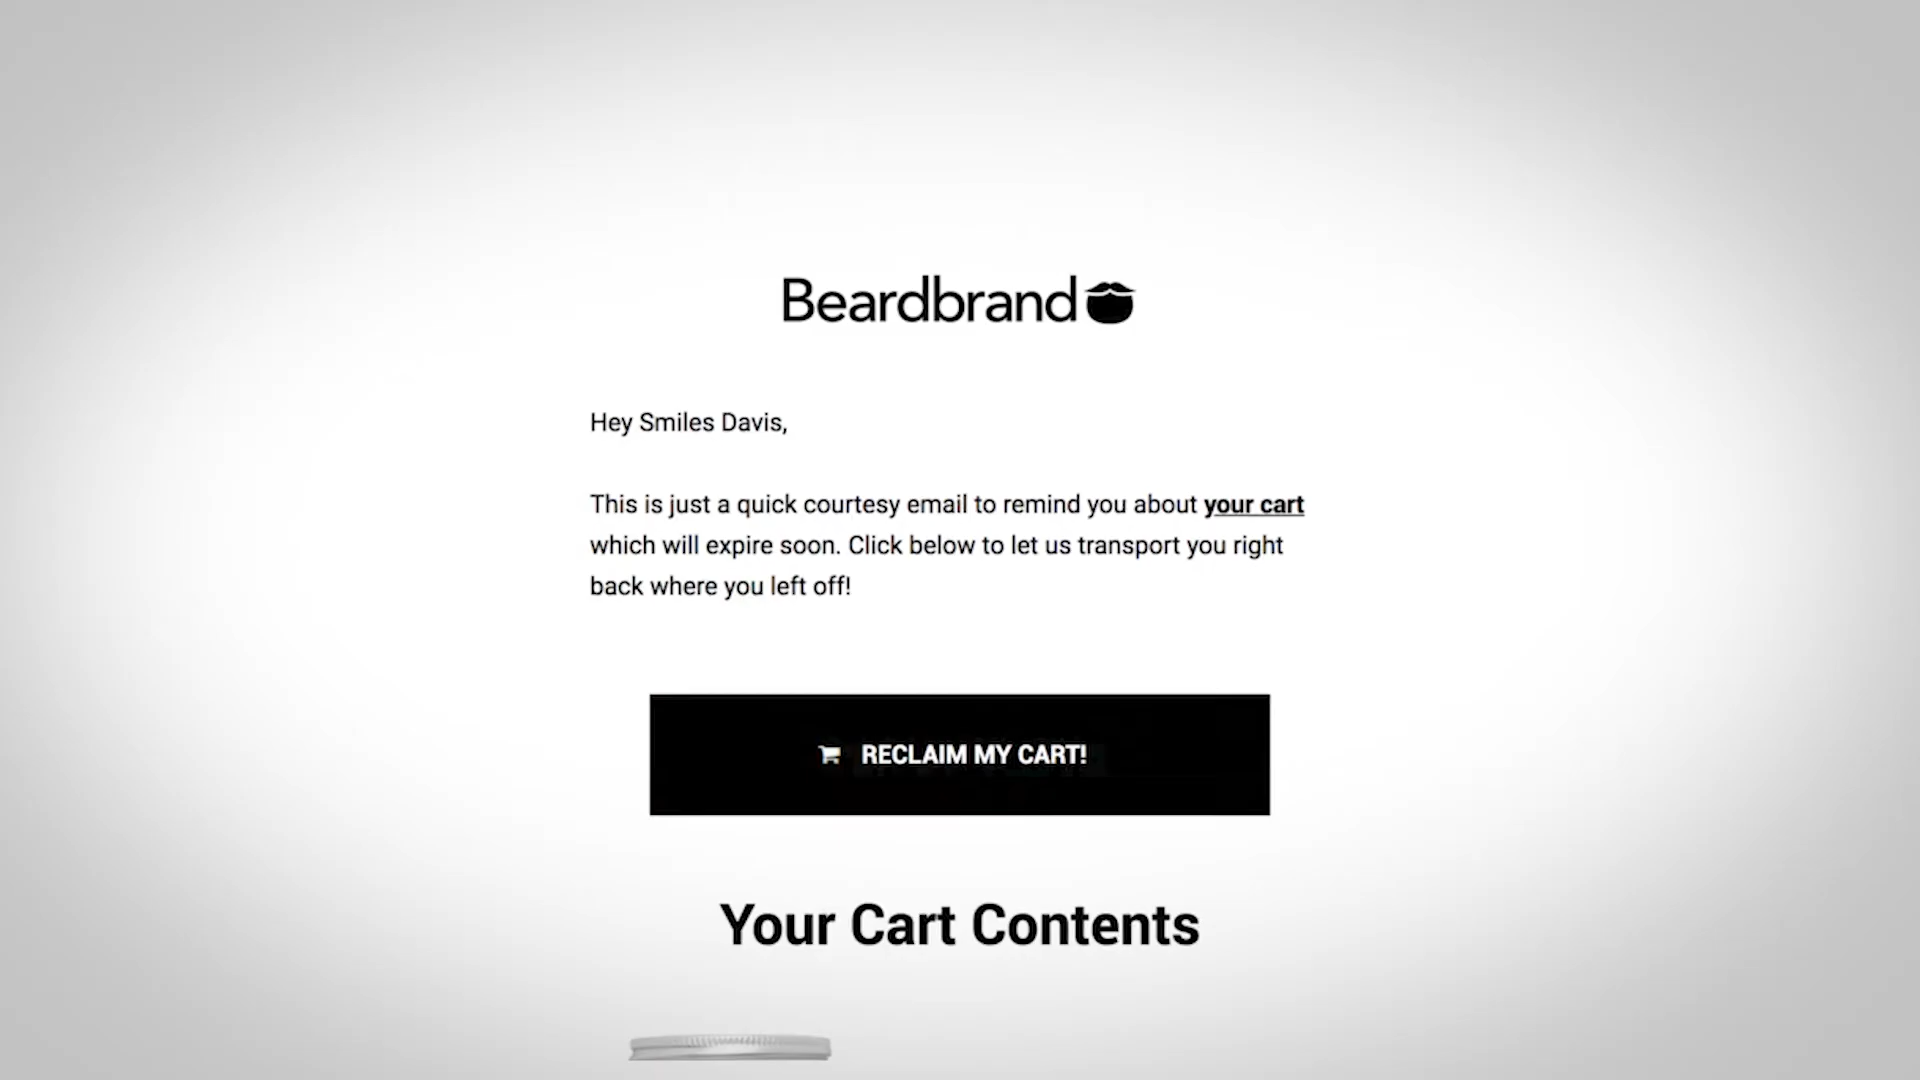 Beardbrand
Hey Smiles Davis,
This is just a quick courtesy email to remind you about your cart
which will expire soon. Click below to let us transport you right
back where you left off!
RECLAIM MY CART!
Your Cart Contents